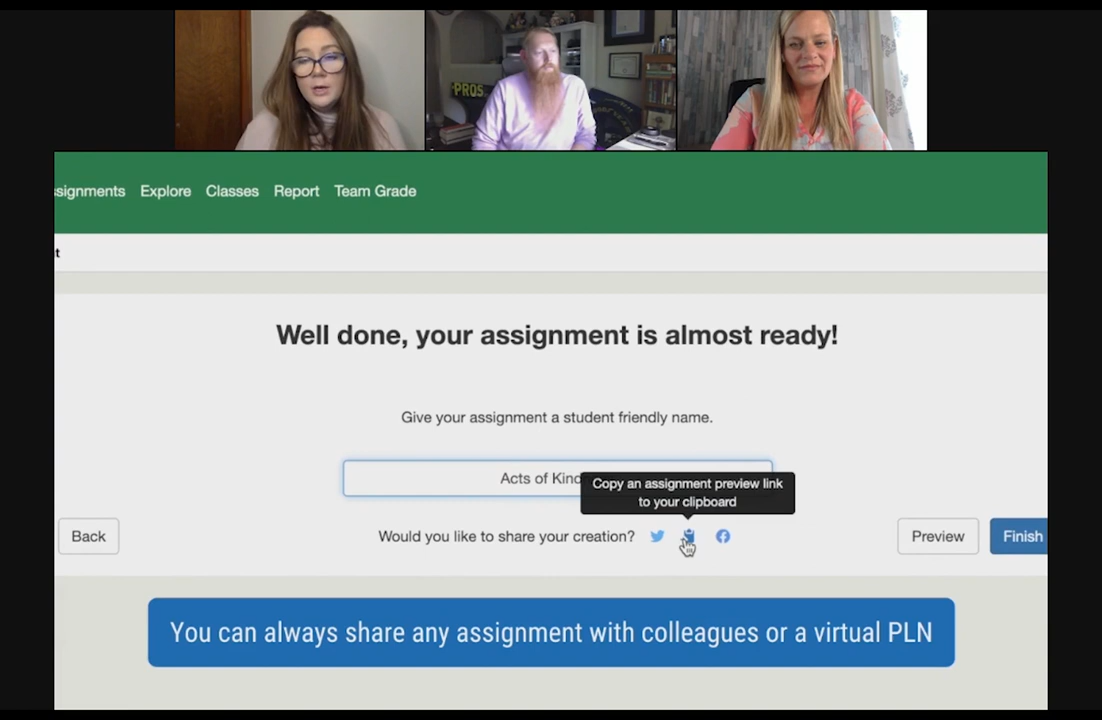 PROS
ssignments Explore Classes Report Team Grade
t
Well done, your assignment is almost ready!
Give your assignment a student friendly name.
Acts of Kind
Copy an assignment preview link
to your clipboard
Back Would you like to share your creation? Preview Finish
You can always share any assignment with colleagues or a virtual PLN